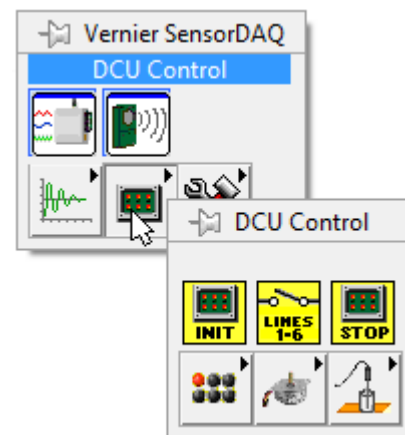 Vernier SensorDAQ
DCU Control
DCU Control
INIT
LINES
1-6
STOP